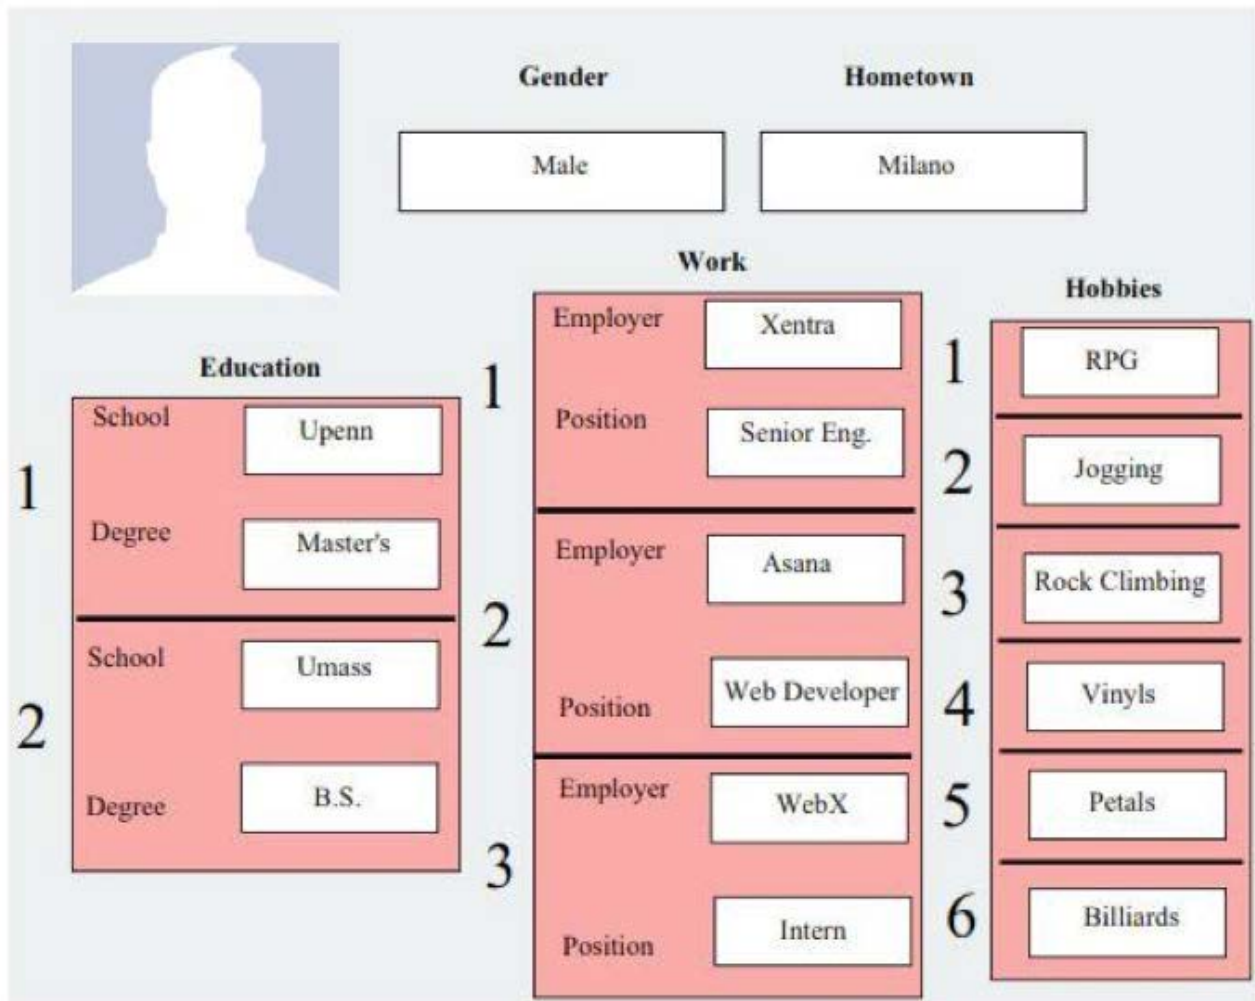 Gender
Hometown
Male
Milano
Education
1
School
Upenn
Degree
Master's
2
School
Umass
Degree
B.S.
Work
1
Employer
Xentra
Position
Senior Eng.
2
Employer
Asana
Position
Web Developer
3
Employer
WebX
Position
Intern
Hobbies
1
RPG
2
Jogging
3
Rock Climbing
4
Vinyls
5
Petals
6
Billiards